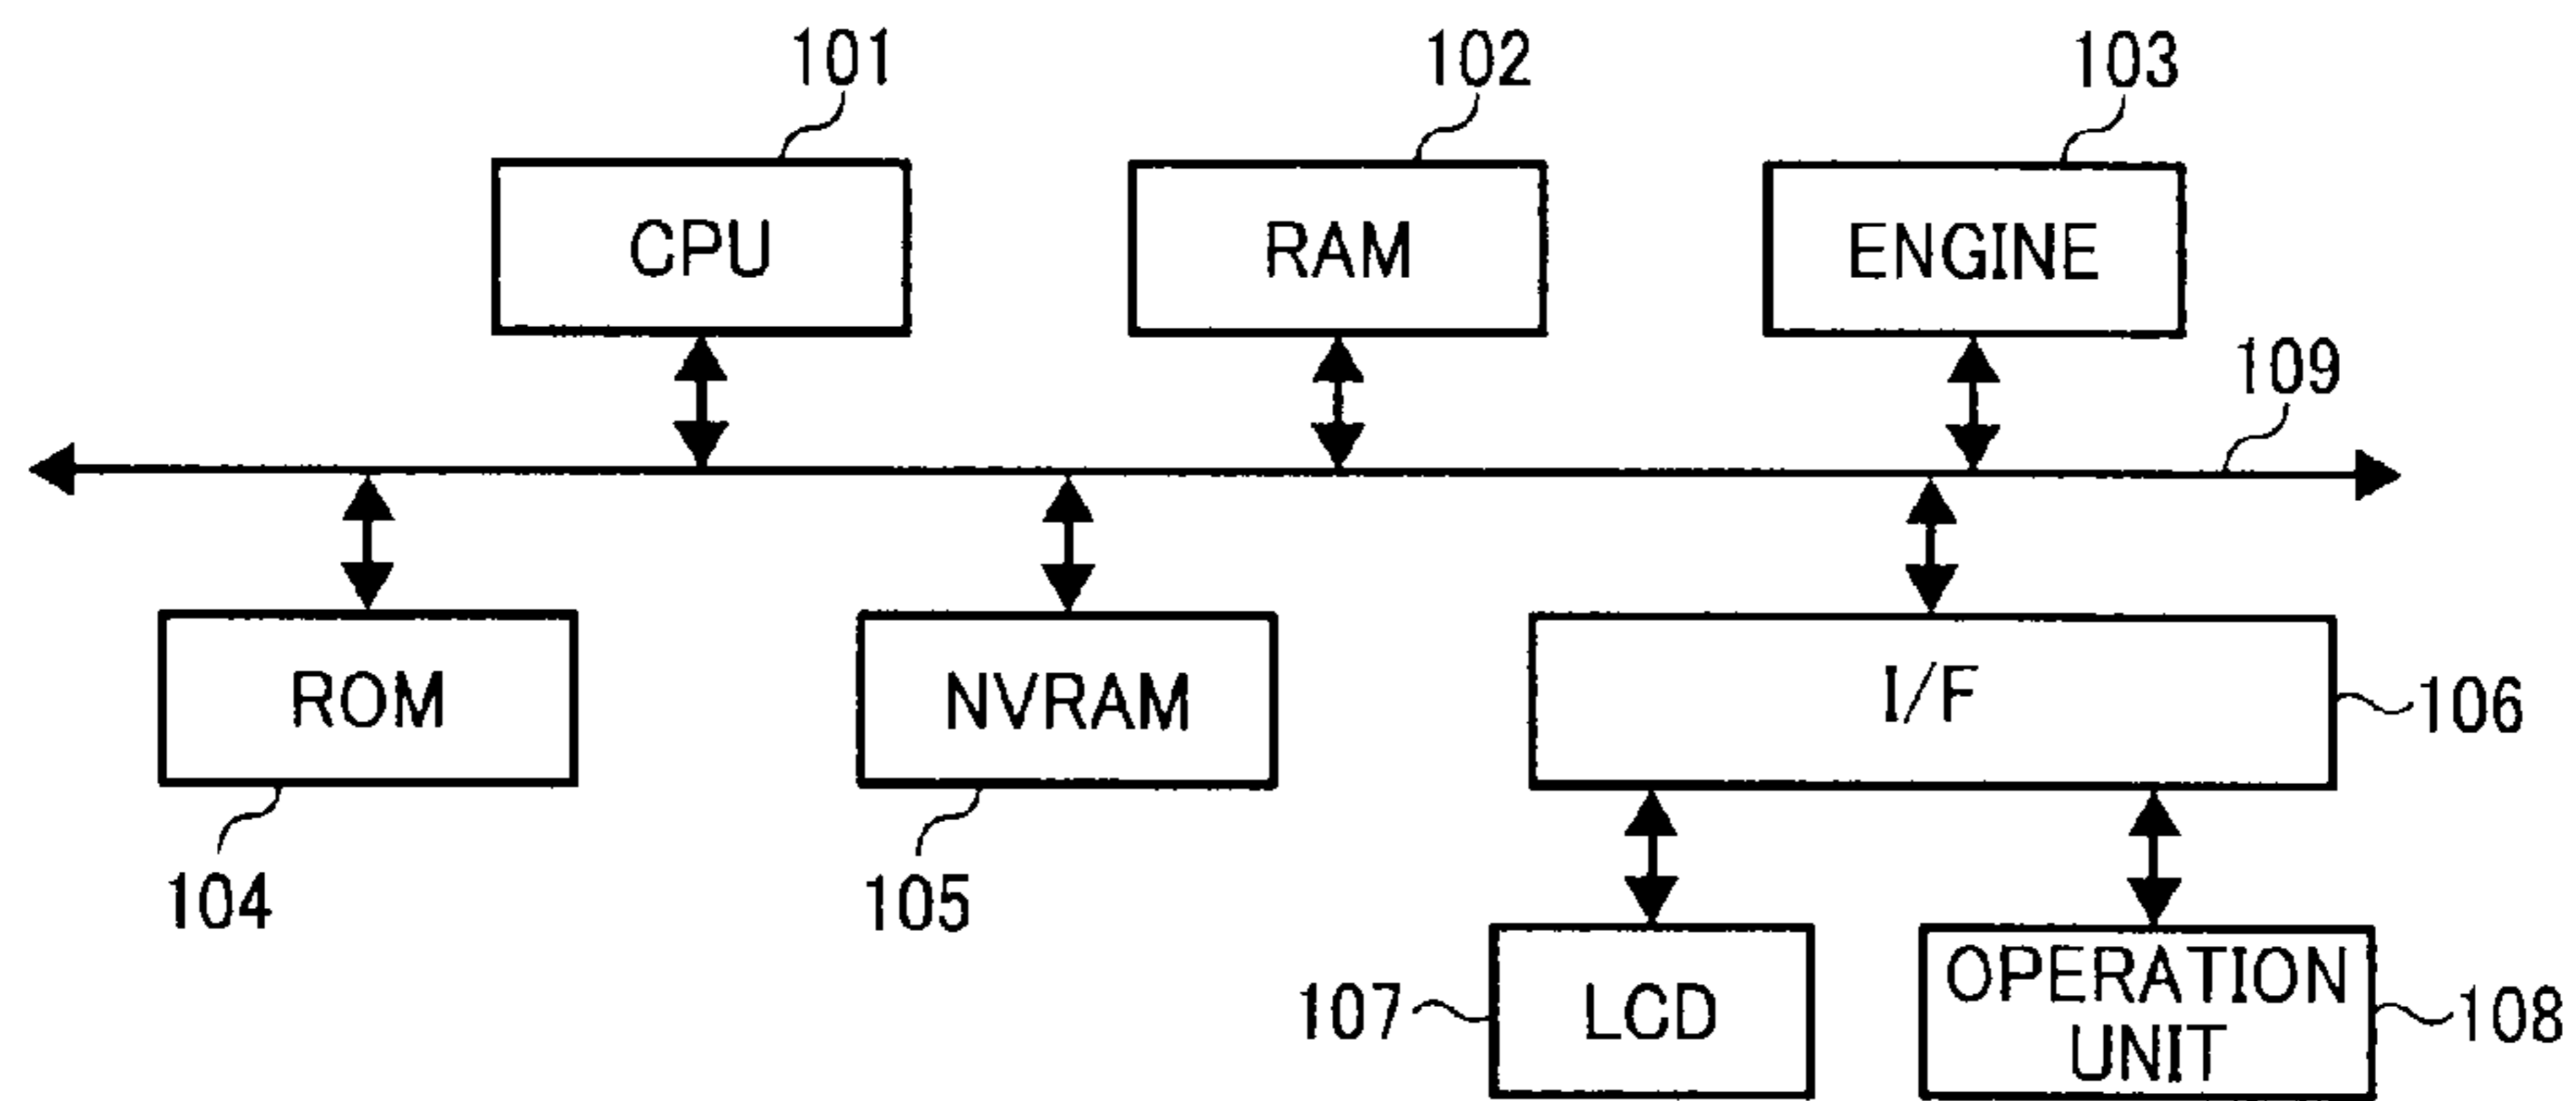 101
102
103
CPU
RAM
ENGINE
109
ROM
NVRAM
I/F
106
104
105
107
LCD
OPERATION
UNIT
108